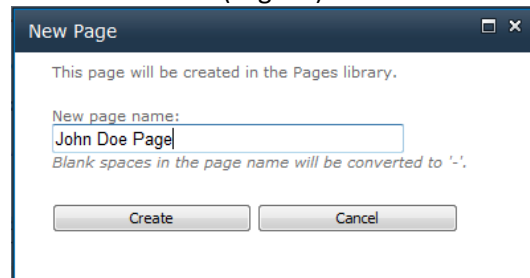 New Page
This page will be created in the Pages library.
New page name:
John Doe Page
Blank spaces in the page name will be converted to '-'.
Create Cancel